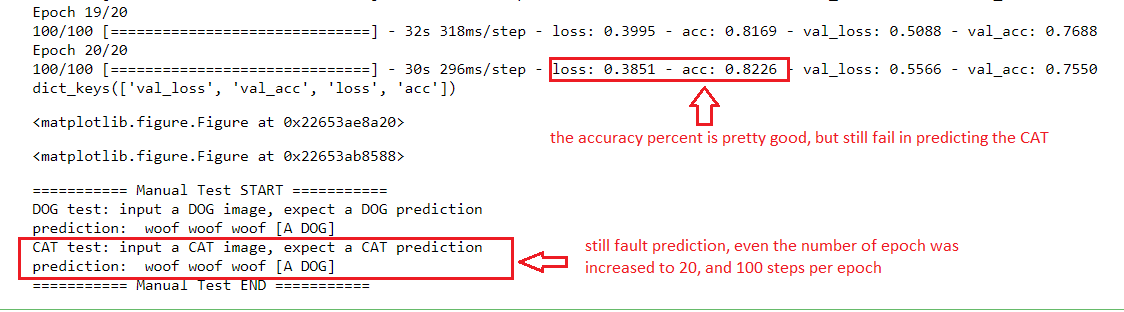 Epoch 19/20
100/100 [==============================] - 32s 318ms/step - loss: 0.3995 - acc: 0.8169 - val_loss: 0.5088 - val_acc: 0.7688
Epoch 20/20
100/100 [==============================] - 30s 296ms/step - loss: 0.3851 - acc: 0.8226 - val_loss: 0.5566 - val_acc: 0.7550
dict_keys(['val_loss', 'val_acc', 'loss', 'acc'])
<matplotlib.figure.Figure at 0x22653ae8a20>
the accuracy percent is pretty good, but still fail in predicting the CAT
<matplotlib.figure.Figure at 0x22653ab8588>
=========== Manual Test START ===========
DOG test: input a DOG image, expect a DOG prediction
prediction:  woof woof woof [A DOG]
CAT test: input a CAT image, expect a CAT prediction
prediction:  woof woof woof [A DOG]
still fault prediction, even the number of epoch was
increased to 20, and 100 steps per epoch
=========== Manual Test END ===========